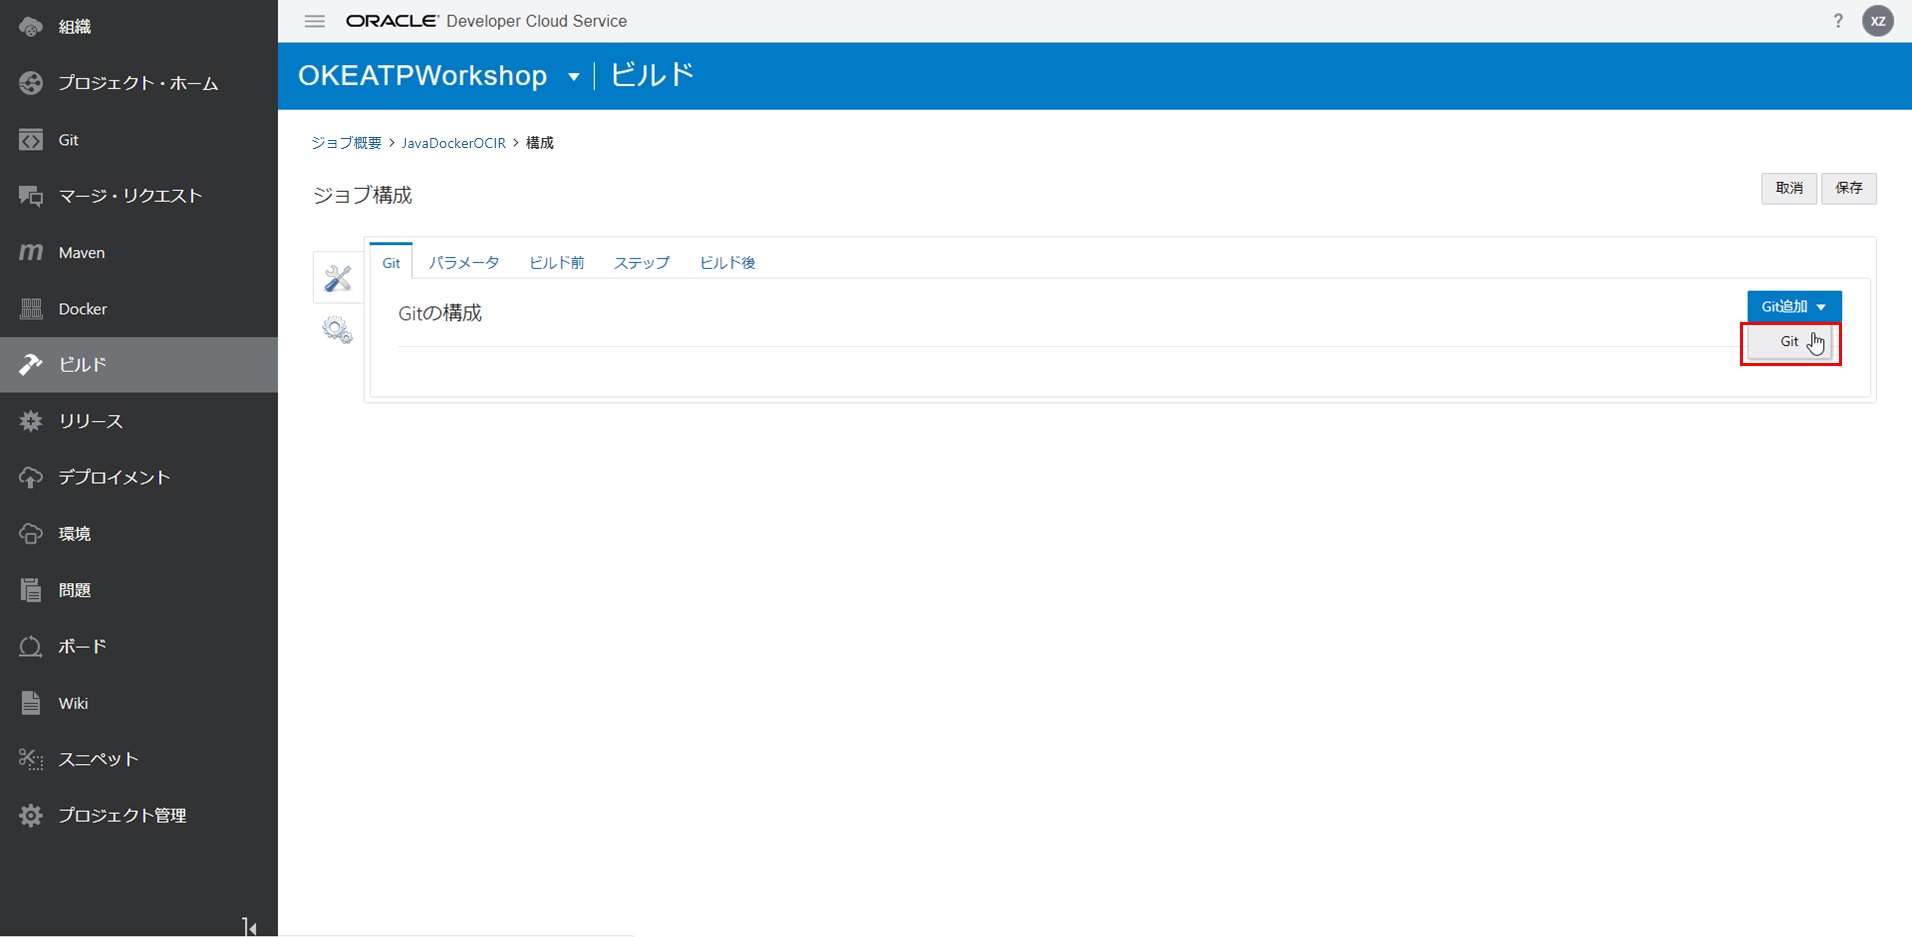 組織
プロジェクト・ホーム
Git
マージ・リクエスト
Maven
Docker
ビルド
リリース
デプロイメント
環境
問題
ボード
Wiki
スニペット
プロジェクト管理
ORACLE® Developer Cloud Service
?
XZ
OKEATPWorkshop
ビルド
ジョブ概要 > JavaDockerOCIR > 構成
ジョブ構成
取消
保存
Git
パラメータ
ビルド前
ステップ
ビルド後
Gitの構成
Git追加
Git